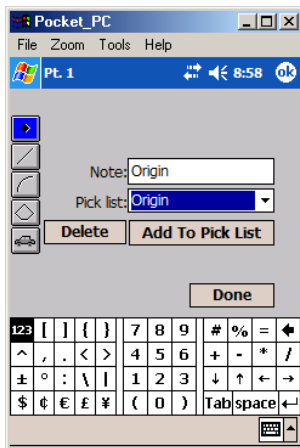 Pocket_PC
File Zoom Tools Help
Pt. 1 8:58 ok
Note: Origin
Pick list: Origin
Delete Add To Pick List
Done
123 [ ] { } 7 8 9 # % =
^ , . < > 4 5 6 + - * /
± ° : \ | 1 2 3 ↓ ↑ ← →
$ ¢ € £ ¥ ( 0 ) Tab space